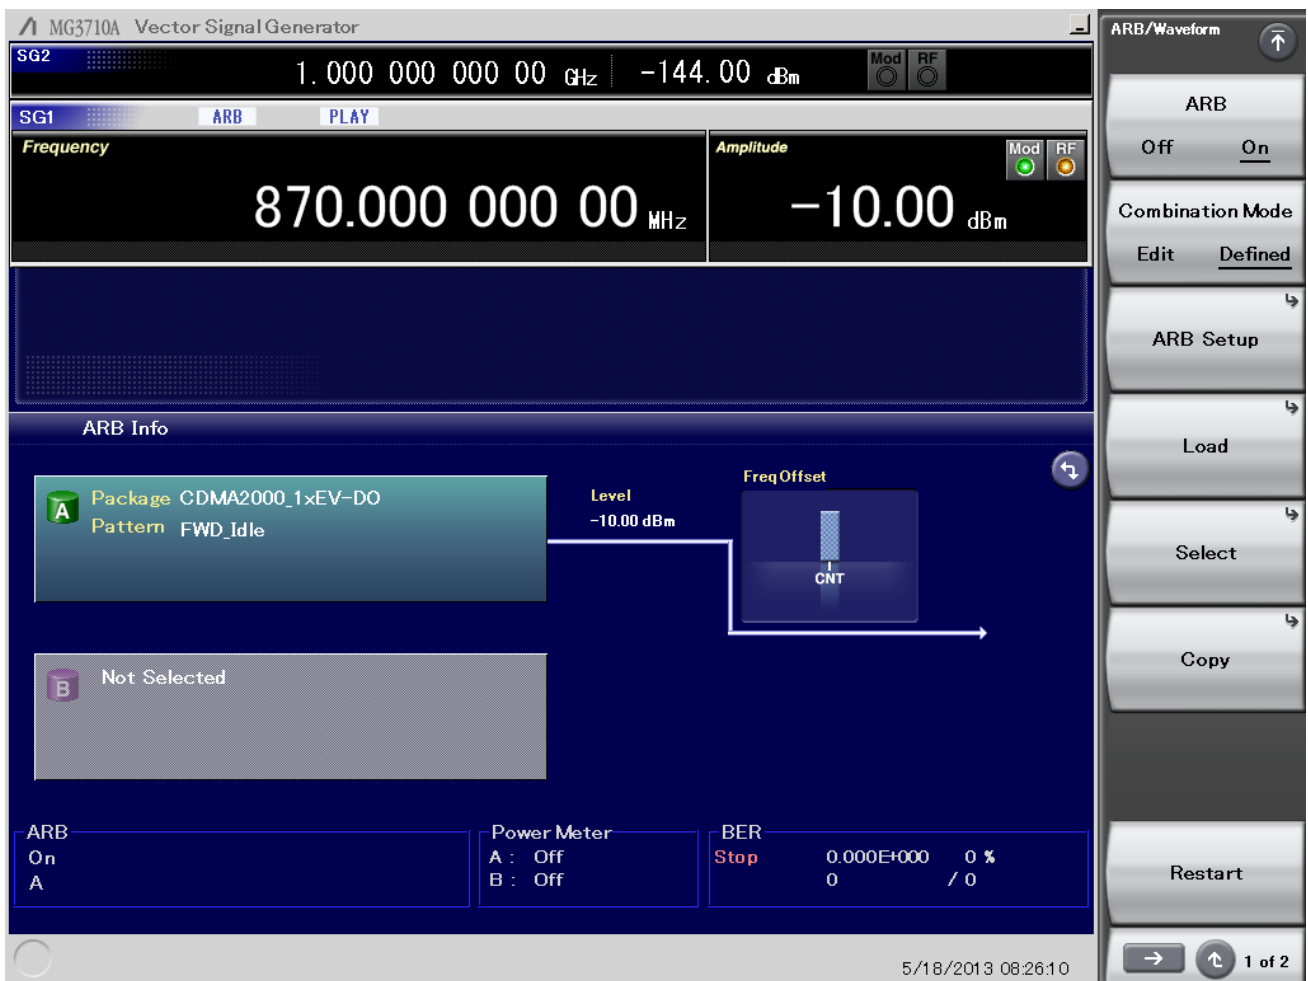 MG3710A Vector Signal Generator
SG2
1. 000 000 000 00 GHz -144. 00 dBm
Mod RF
SG1 ARB PLAY
Frequency
870.000 000 00 MHz
Amplitude
Mod RF
-10.00 dBm
ARB Info
A Package CDMA2000_1xEV-DO
Pattern FWD_Idle
Level
-10.00 dBm
Freq Offset
CNT
B Not Selected
ARB
On
A
Power Meter
A : Off
B : Off
BER
Stop 0.000E+000 0 %
0 / 0
5/18/2013 08:26:10
ARB/Waveform
ARB
Off On
Combination Mode
Edit Defined
ARB Setup
Load
Select
Copy
Restart
1 of 2